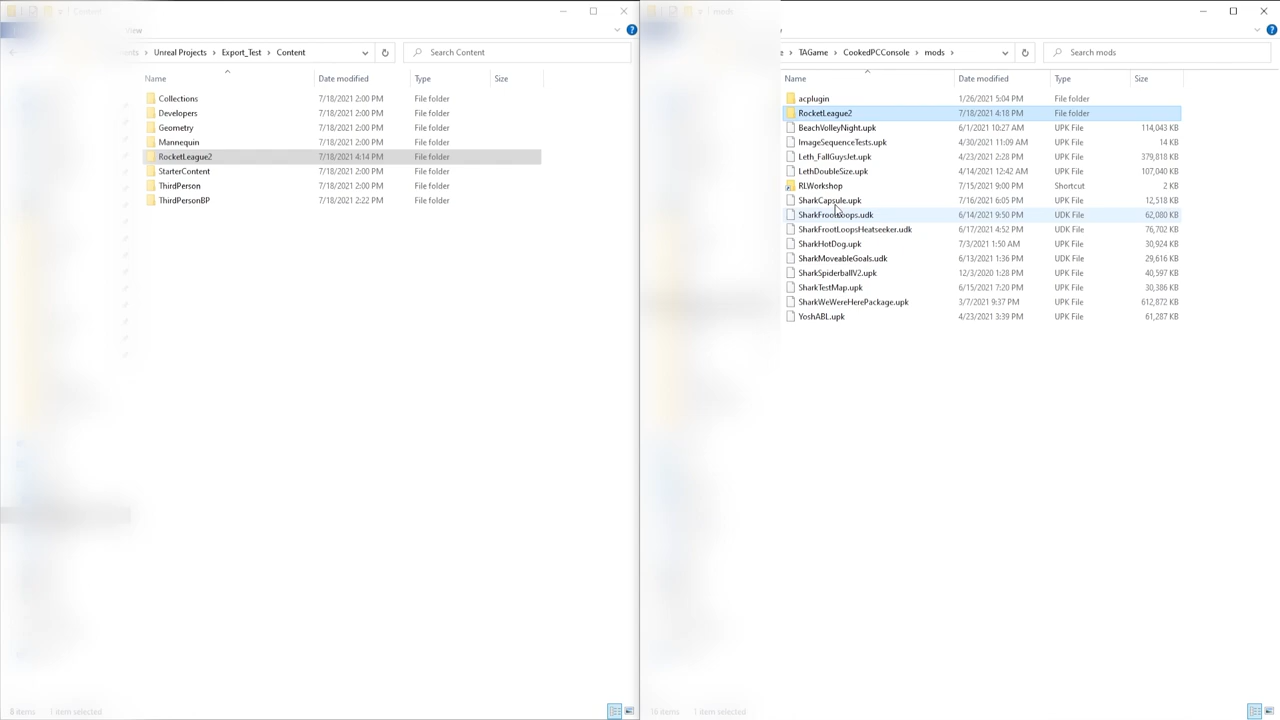 Content
View
Unreal Projects > Export_Test > Content
Search Content
Name Date modified Type Size
Collections 7/18/2021 2:00 PM File folder
Developers 7/18/2021 2:00 PM File folder
Geometry 7/18/2021 2:00 PM File folder
Mannequin 7/18/2021 2:00 PM File folder
RocketLeague2 7/18/2021 4:14 PM File folder
StarterContent 7/18/2021 2:00 PM File folder
ThirdPerson 7/18/2021 2:00 PM File folder
ThirdPersonBP 7/18/2021 2:22 PM File folder
8 items 1 item selected
mods
TAGame > CookedPCConsole > mods >
Search mods
Name Date modified Type Size
acplugin 1/26/2021 5:04 PM File folder
RocketLeague2 7/18/2021 4:18 PM File folder
BeachVolleyNight.upk 6/1/2021 10:27 AM UPK File 114,043 KB
ImageSequenceTests.upk 4/30/2021 11:09 AM UPK File 14 KB
Leth_FallGuysJet.upk 4/23/2021 2:28 PM UPK File 379,818 KB
LethDoubleSize.upk 4/14/2021 12:42 AM UPK File 107,040 KB
RLWorkshop 7/15/2021 9:00 PM Shortcut 2 KB
SharkCapsule.upk 7/16/2021 6:05 PM UPK File 12,518 KB
SharkFrootLoops.udk 6/14/2021 9:50 PM UDK File 62,080 KB
SharkFrootLoopsHeatseeker.udk 6/17/2021 4:52 PM UDK File 76,702 KB
SharkHotDog.upk 7/3/2021 1:50 AM UPK File 30,924 KB
SharkMoveableGoals.udk 6/13/2021 1:36 PM UDK File 29,616 KB
SharkSpiderballV2.upk 12/3/2020 1:28 PM UPK File 40,597 KB
SharkTestMap.upk 6/15/2021 7:20 PM UPK File 30,386 KB
SharkWeWereHerePackage.upk 3/7/2021 9:37 PM UPK File 612,872 KB
YoshABL.upk 4/23/2021 3:39 PM UPK File 61,287 KB
16 items 1 item selected